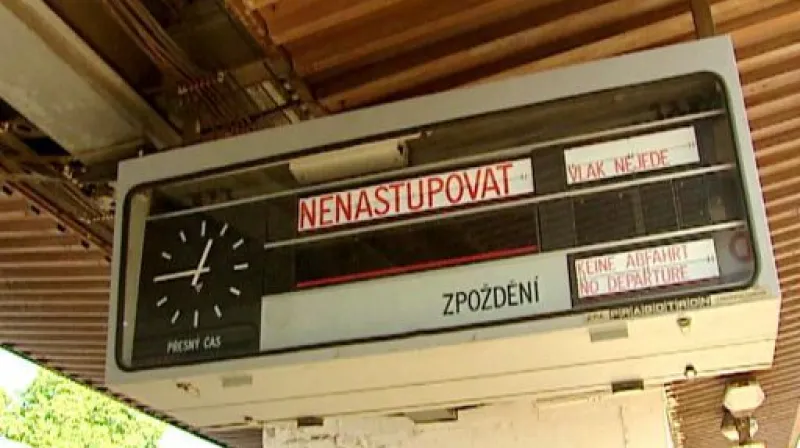 NENASTUPOVAT
VLAK NEJEDE
KEINE ABFAHRT
NO DEPARTURE
ZPOŽDĚNÍ
PRAGOTRON
PŘESNÝ ČAS